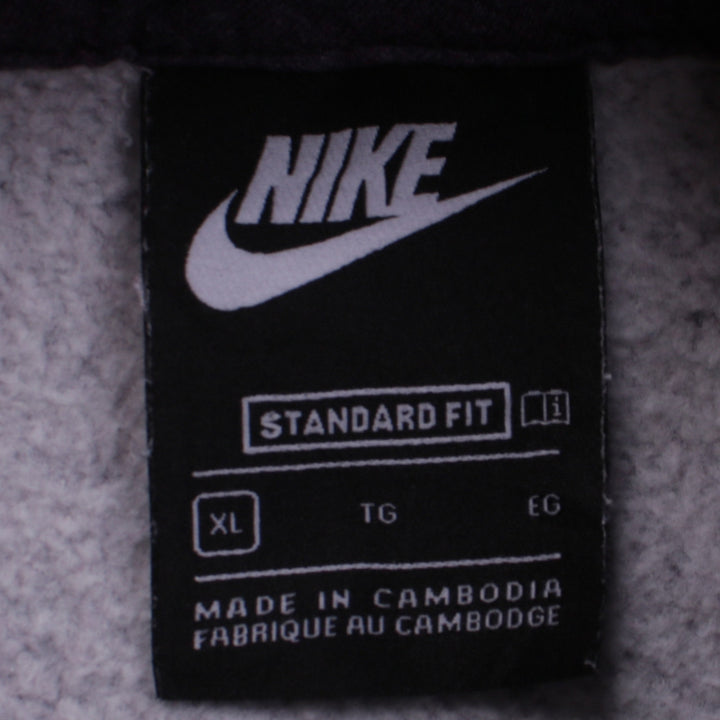 NIKE
STANDARD FIT i
XL TG EG
MADE IN CAMBODIA
FABRIQUE AU CAMBODGE